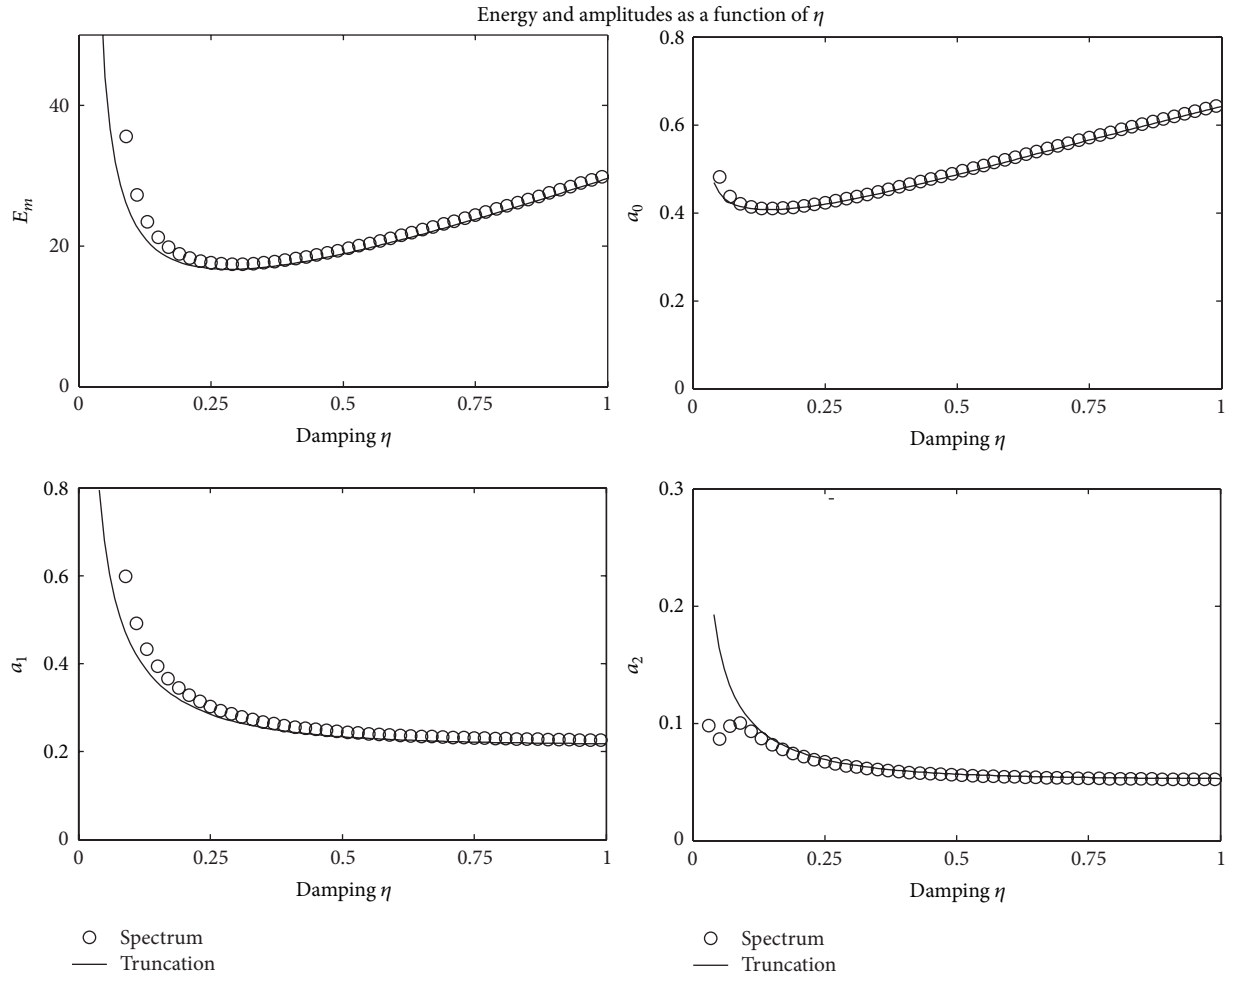 Energy and amplitudes as a function of η
40
20
0
0 0.25 0.5 0.75 1
E_m
Damping η
0.8
0.6
0.4
0.2
0
0 0.25 0.5 0.75 1
a_0
Damping η
0.8
0.6
0.4
0.2
0
0 0.25 0.5 0.75 1
a_1
Damping η
0.3
0.2
0.1
0
0 0.25 0.5 0.75 1
a_2
Damping η
Spectrum
Truncation
Spectrum
Truncation